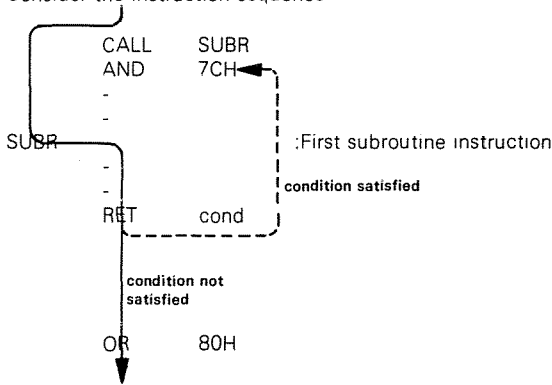 Consider the instruction sequence
CALL SUBR
AND 7CH
-
-
SUBR :First subroutine instruction
-
condition satisfied
-
RET cond
condition not
satisfied
OR 80H